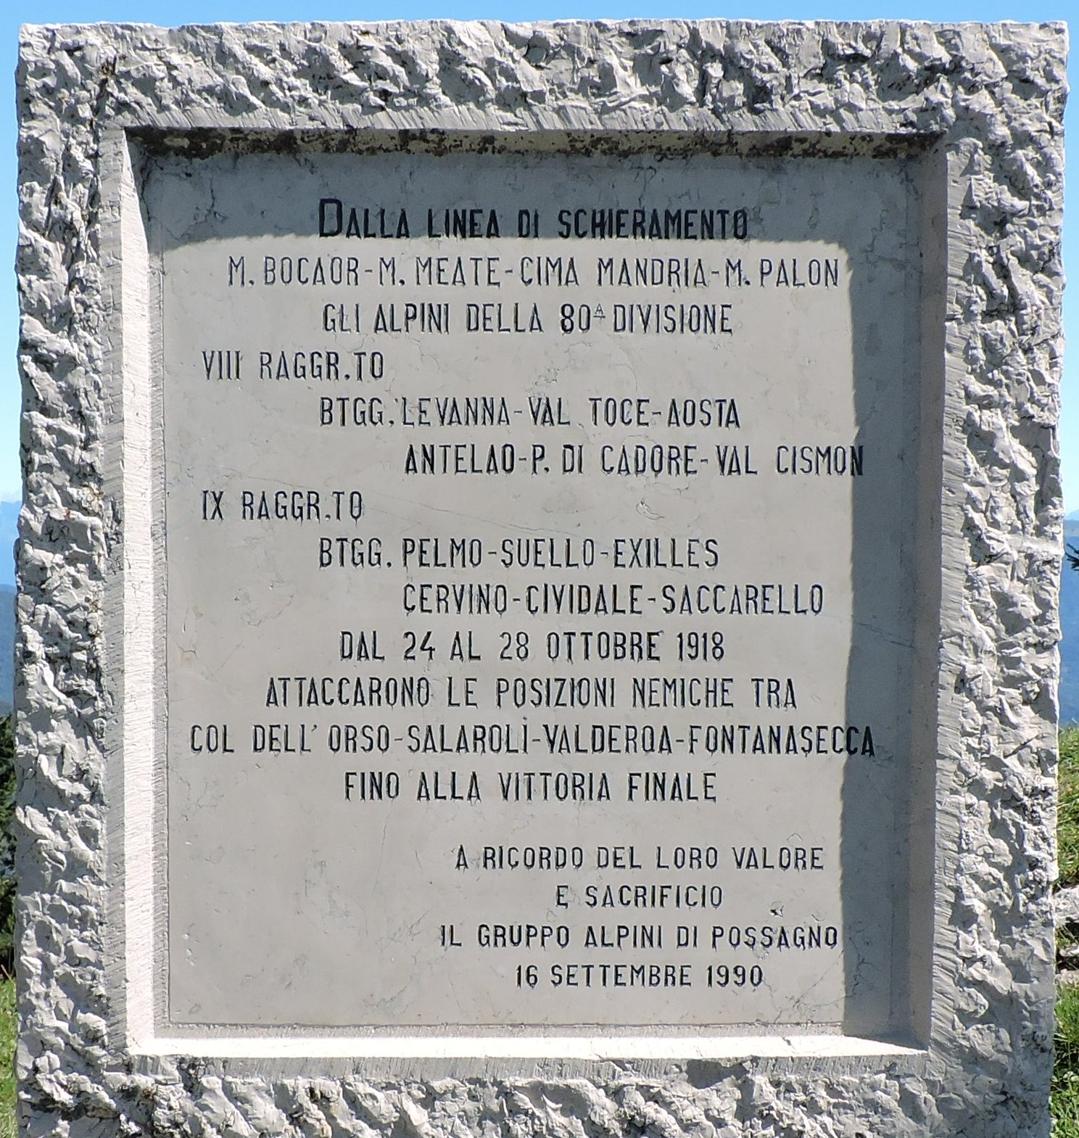 DALLA LINEA DI SCHIERAMENTO
M. BOCAOR-M. MEATE-CIMA MANDRIA-M. PALON
GLI ALPINI DELLA 80ª DIVISIONE
VIII RAGGR.TO
BTGG. LEVANNA-VAL TOCE-AOSTA
ANTELAO-P. DI CADORE-VAL CISMON
IX RAGGR.TO
BTGG. PELMO-SUELLO-EXILLES
CERVINO-CIVIDALE-SACCARELLO
DAL 24 AL 28 OTTOBRE 1918
ATTACCARONO LE POSIZIONI NEMICHE TRA
COL DELL'ORSO-SALAROLÌ-VALDEROA-FONTANASECCA
FINO ALLA VITTORIA FINALE
A RICORDO DEL LORO VALORE
E SACRIFICIO
IL GRUPPO ALPINI DI POSSAGNO
16 SETTEMBRE 1990